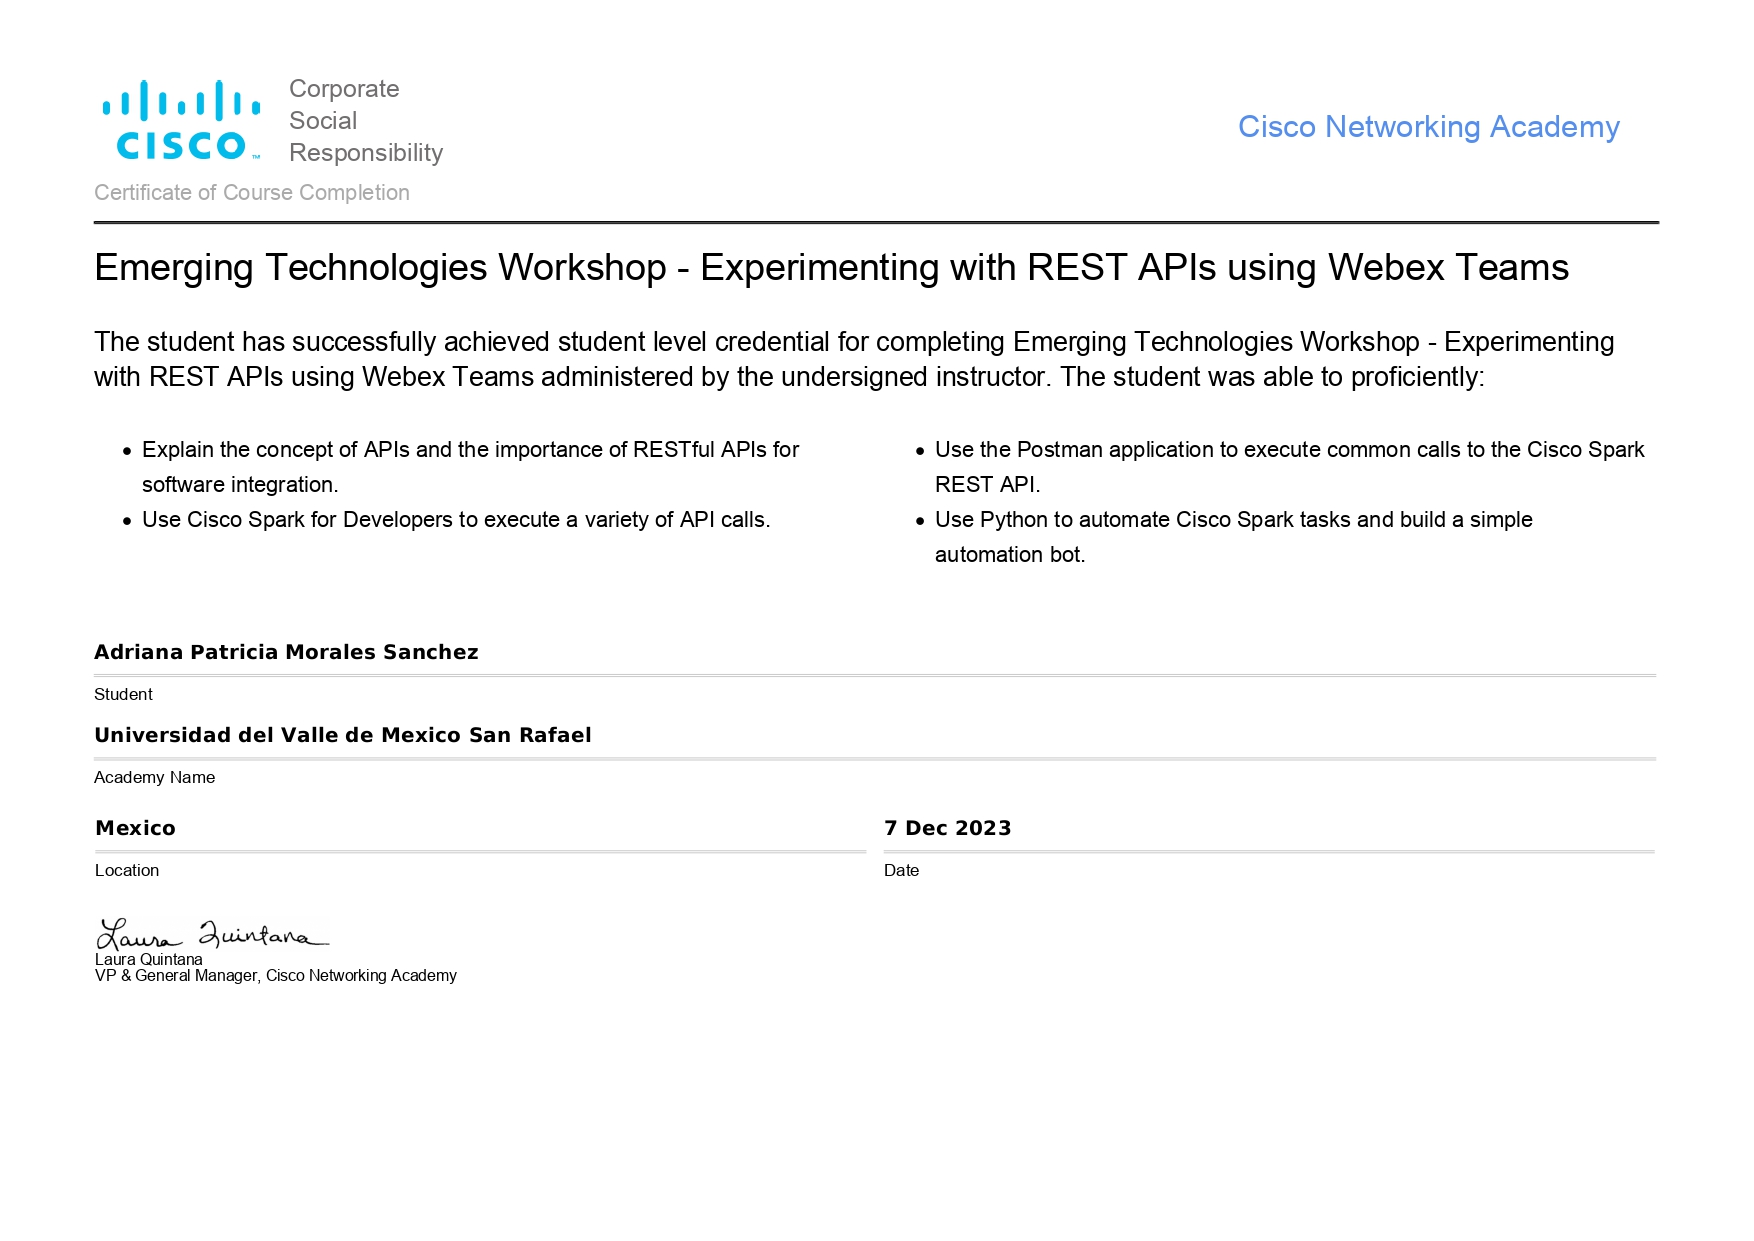 CISCO™
Corporate
Social
Responsibility
Cisco Networking Academy
Certificate of Course Completion
Emerging Technologies Workshop - Experimenting with REST APIs using Webex Teams
The student has successfully achieved student level credential for completing Emerging Technologies Workshop - Experimenting
with REST APIs using Webex Teams administered by the undersigned instructor. The student was able to proficiently:
• Explain the concept of APIs and the importance of RESTful APIs for
software integration.
• Use Cisco Spark for Developers to execute a variety of API calls.
• Use the Postman application to execute common calls to the Cisco Spark
REST API.
• Use Python to automate Cisco Spark tasks and build a simple
automation bot.
Adriana Patricia Morales Sanchez
Student
Universidad del Valle de Mexico San Rafael
Academy Name
Mexico
Location
7 Dec 2023
Date
Laura Quintana
Laura Quintana
VP & General Manager, Cisco Networking Academy